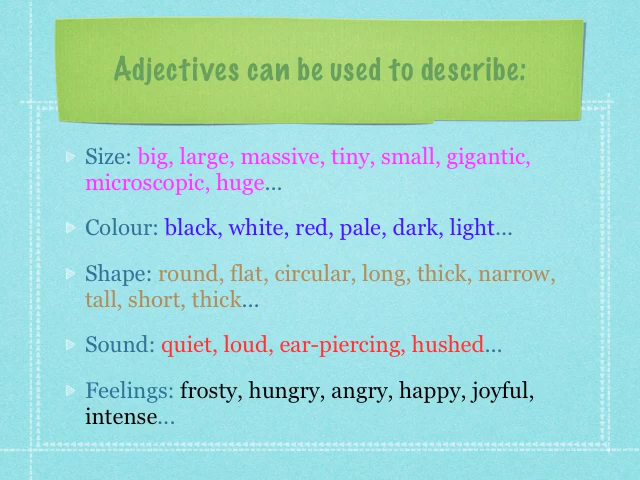 Adjectives can be used to describe:
Size: big, large, massive, tiny, small, gigantic,
microscopic, huge...
Colour: black, white, red, pale, dark, light...
Shape: round, flat, circular, long, thick, narrow,
tall, short, thick...
Sound: quiet, loud, ear-piercing, hushed...
Feelings: frosty, hungry, angry, happy, joyful,
intense...